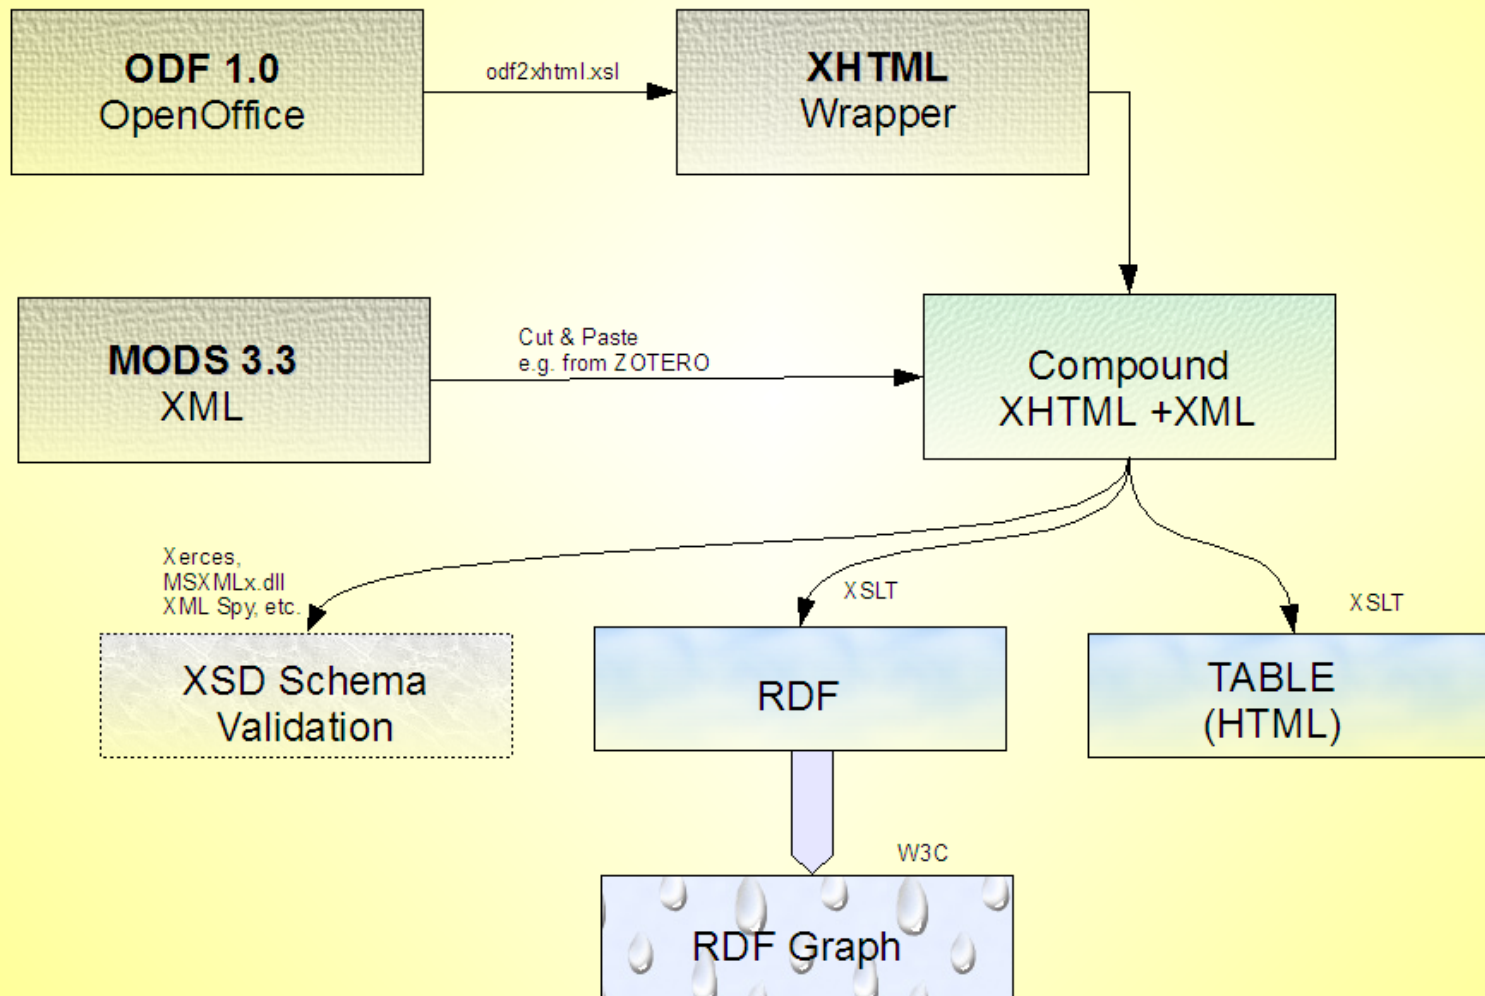 ODF 1.0
OpenOffice
odf2xhtml.xsl
XHTML
Wrapper
MODS 3.3
XML
Cut & Paste
e.g. from ZOTERO
Compound
XHTML +XML
Xerces,
MSXMLx.dll
XML Spy, etc.
XSLT
XSLT
XSD Schema
Validation
RDF
TABLE
(HTML)
W3C
RDF Graph